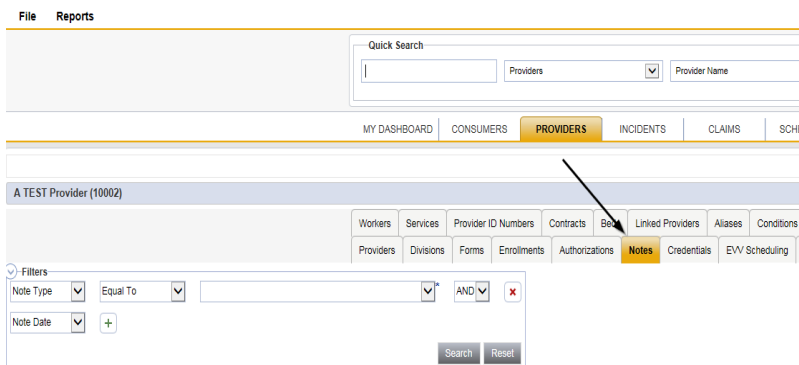 File Reports
Quick Search
Providers Provider Name
MY DASHBOARD CONSUMERS PROVIDERS INCIDENTS CLAIMS
A TEST Provider (10002)
Workers Services Provider ID Numbers Contracts Linked Providers Aliases Conditions
Providers Divisions Forms Enrollments Authorizations Notes Credentials EVV Scheduling
Filters
Note Type Equal To * AND
Note Date +
Search Reset